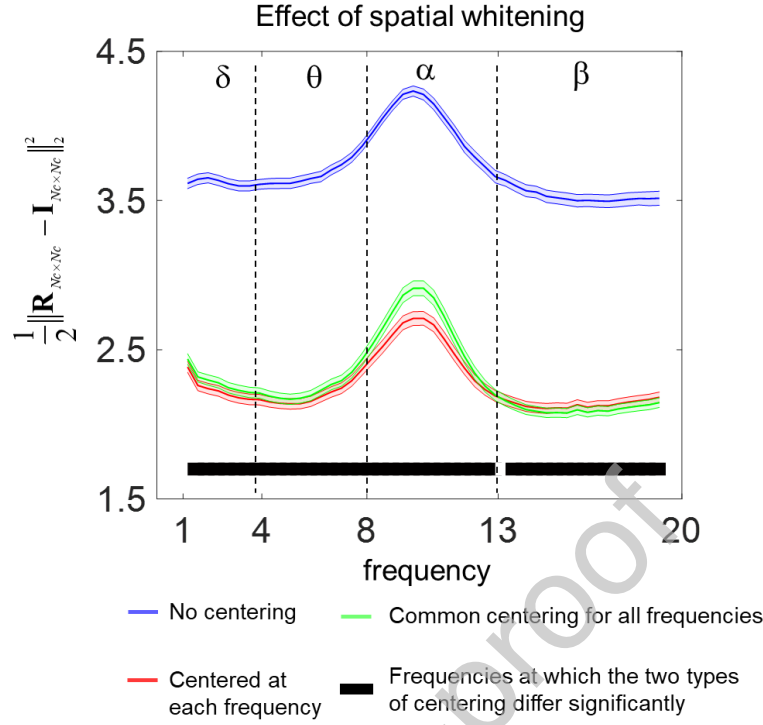 Effect of spatial whitening
4.5
δ θ α β
3.5
1/2 ‖R_{Nc×Nc} − I_{Nc×Nc}‖²₂
2.5
1.5
1 4 8 13 20
frequency
No centering
Common centering for all frequencies
Centered at
each frequency
Frequencies at which the two types
of centering differ significantly
proof